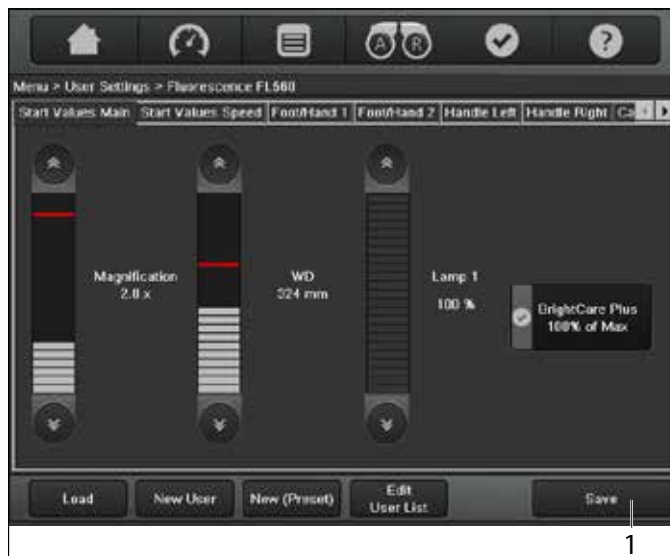 A R ?
Menu > User Settings > Fluorescence FL560
Start Values Main Start Values Speed Foot/Hand 1 Foot/Hand 2 Handle Left Handle Right
Magnification
2.8 x
WD
324 mm
Lamp 1
100 %
BrightCare Plus
100% of Max
Load
New User
New (Preset)
Edit
User List
Save
1